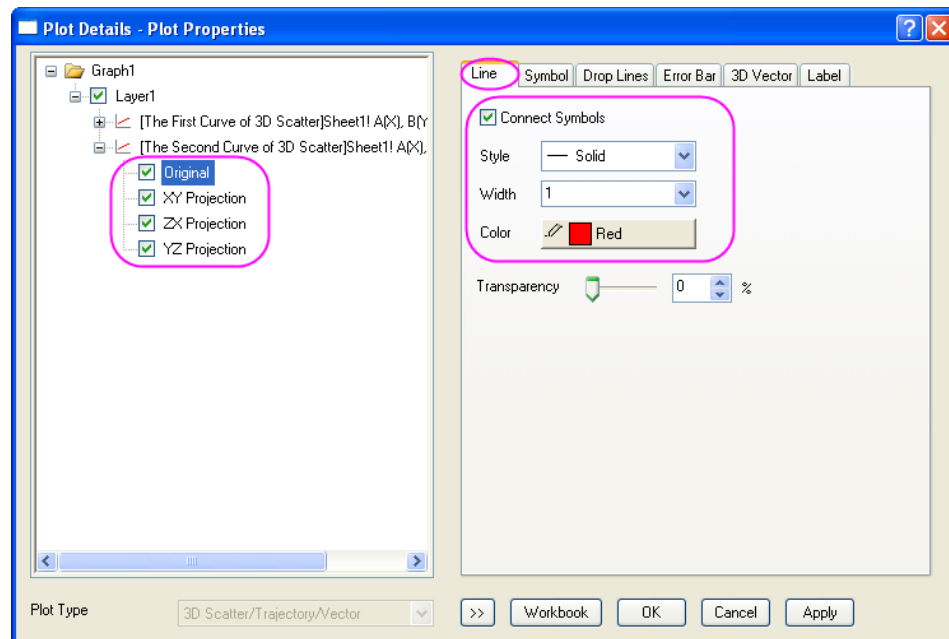 Plot Details - Plot Properties
Graph1
Layer1
[The First Curve of 3D Scatter]Sheet1! A(X), B(Y
[The Second Curve of 3D Scatter]Sheet1! A(X),
Original
XY Projection
ZX Projection
YZ Projection
Line Symbol Drop Lines Error Bar 3D Vector Label
Connect Symbols
Style Solid
Width 1
Color Red
Transparency 0 %
Plot Type 3D Scatter/Trajectory/Vector >> Workbook OK Cancel Apply